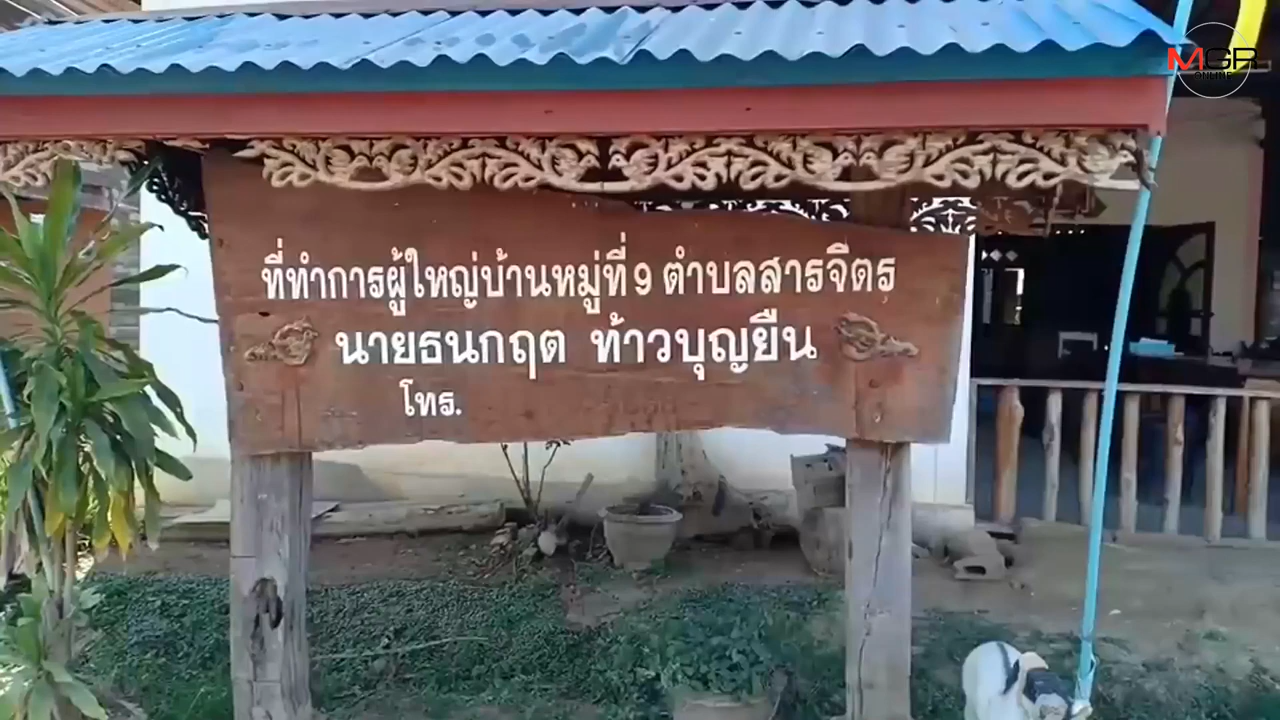 MGR
ONLINE
ที่ทำการผู้ใหญ่บ้านหมู่ที่ 9 ตำบลสารจิตร
นายธนกฤต ท้าวบุญยืน
โทร.